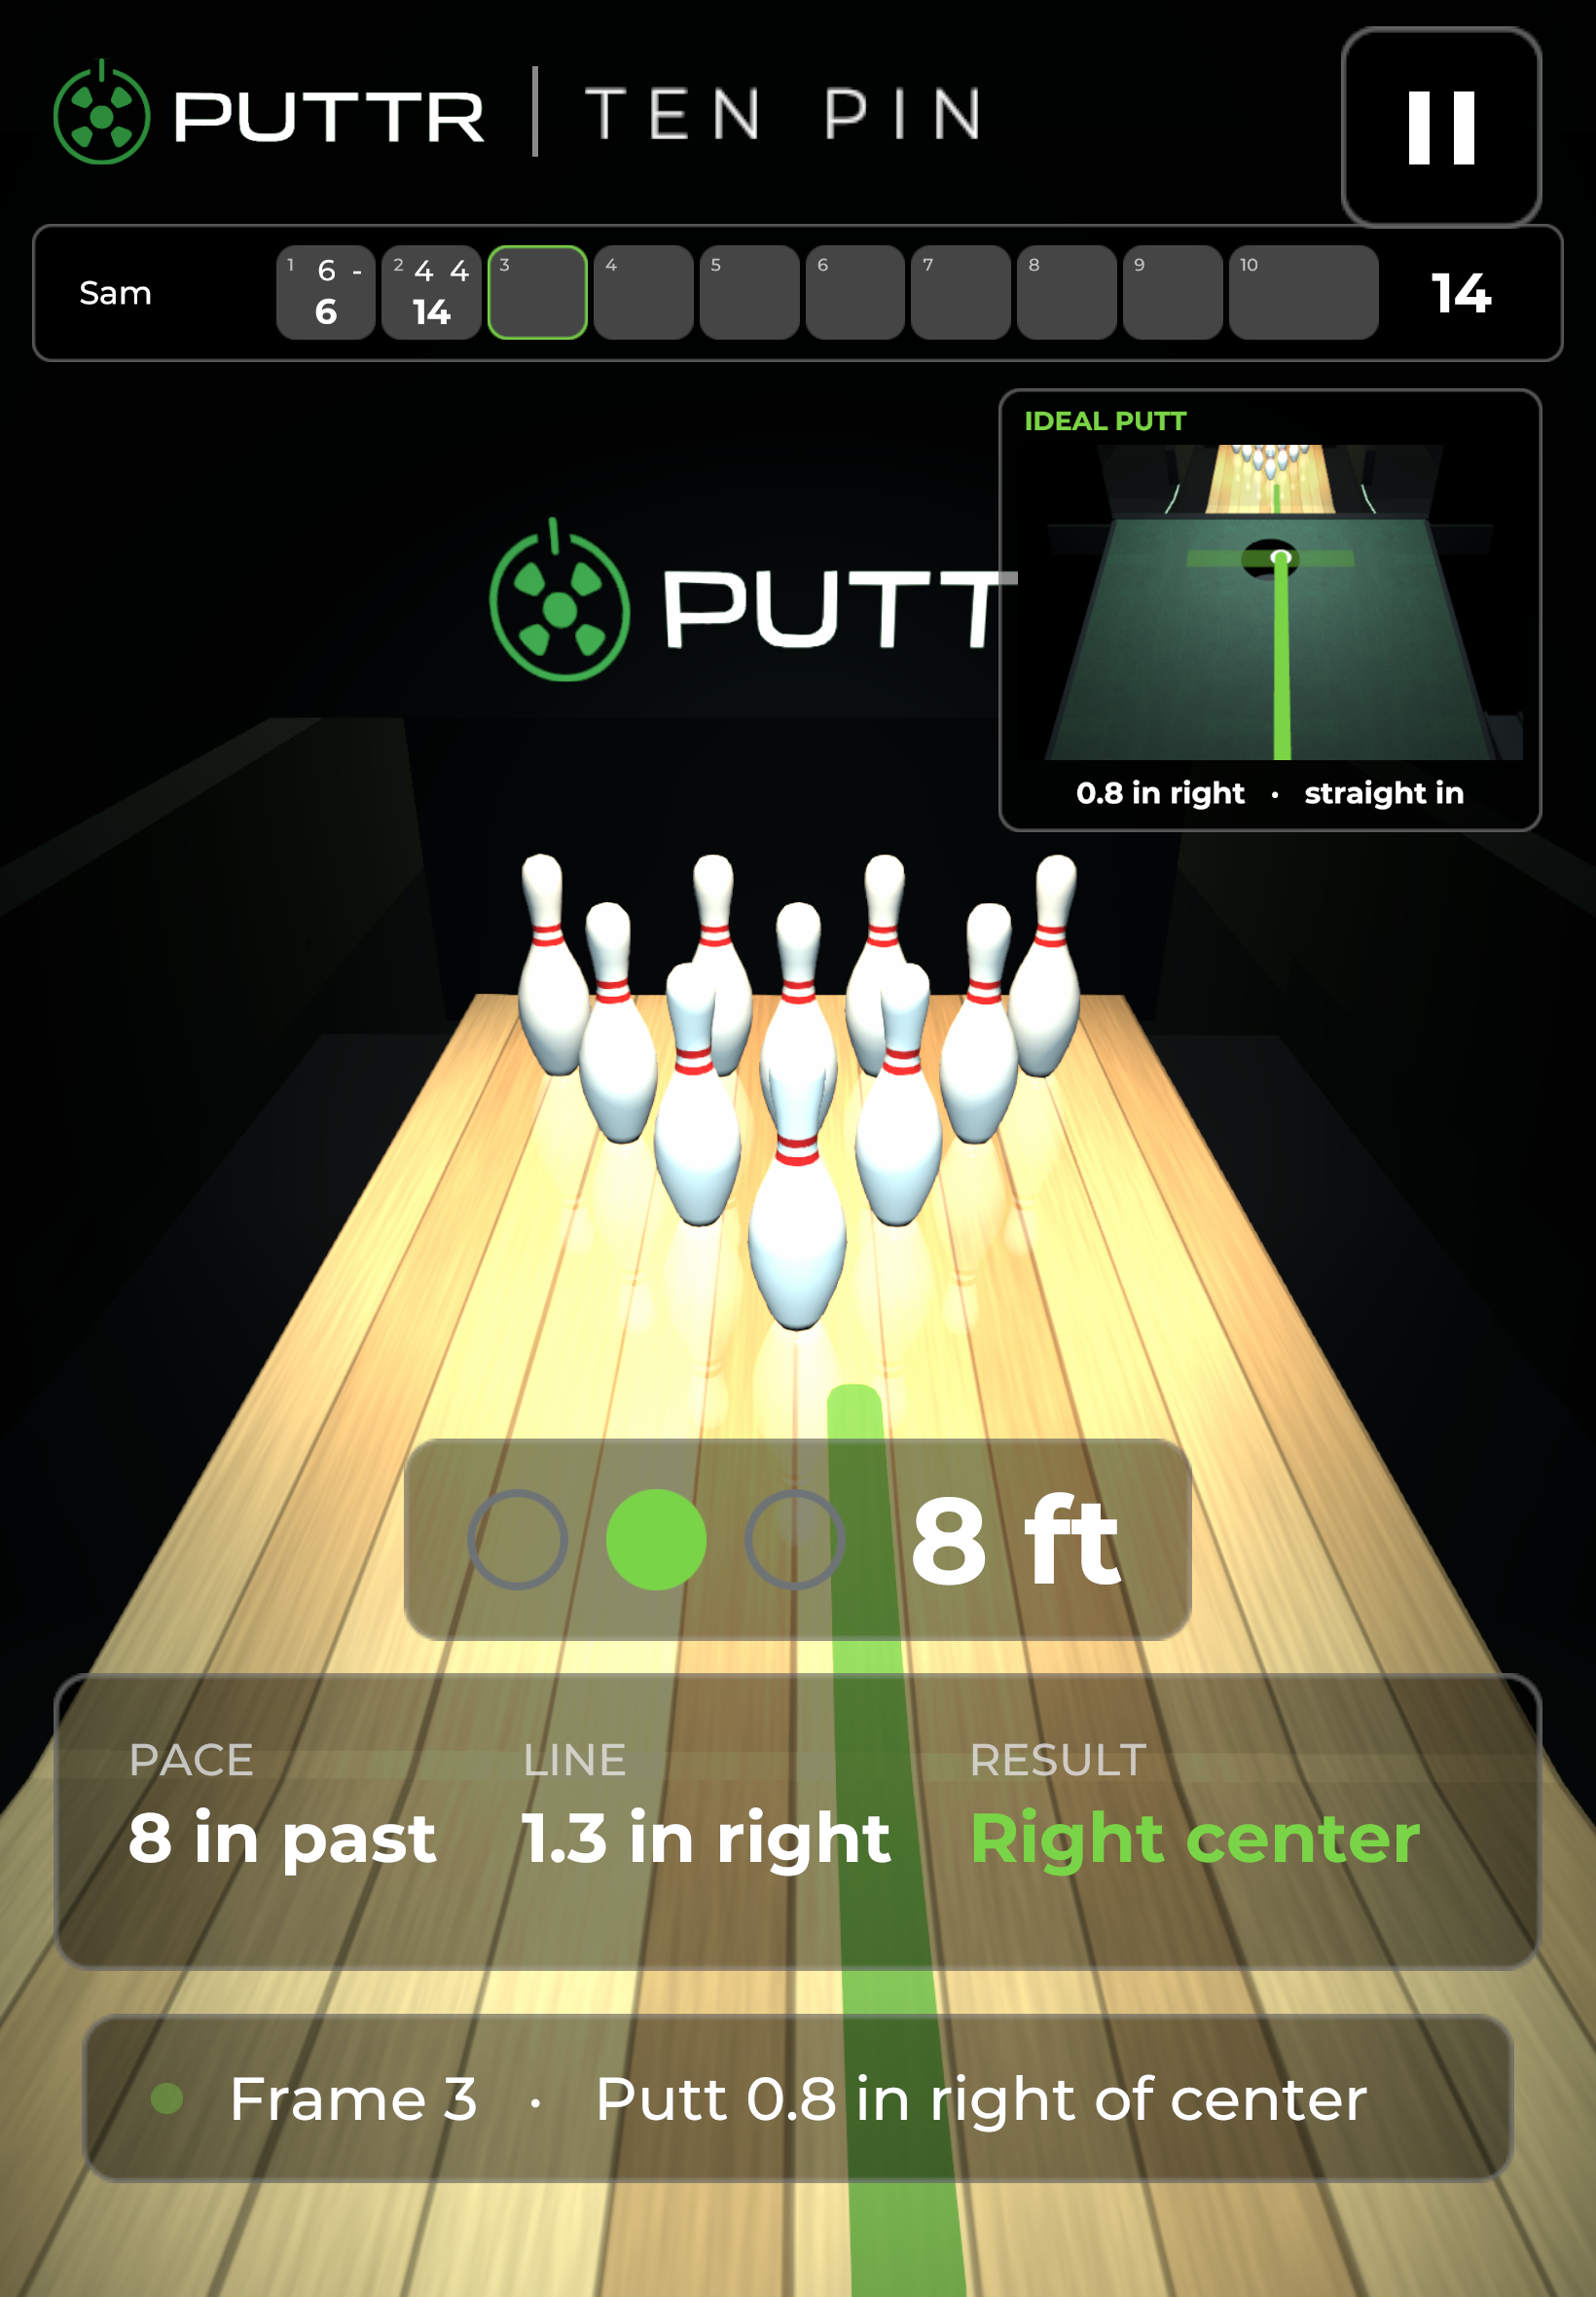 PUTTR | TEN PIN
Sam
1 6 -
6
2 4 4
14
3
4
5
6
7
8
9
10
14
IDEAL PUTT
PUTT
0.8 in right · straight in
8 ft
PACE LINE RESULT
8 in past 1.3 in right Right center
Frame 3 · Putt 0.8 in right of center